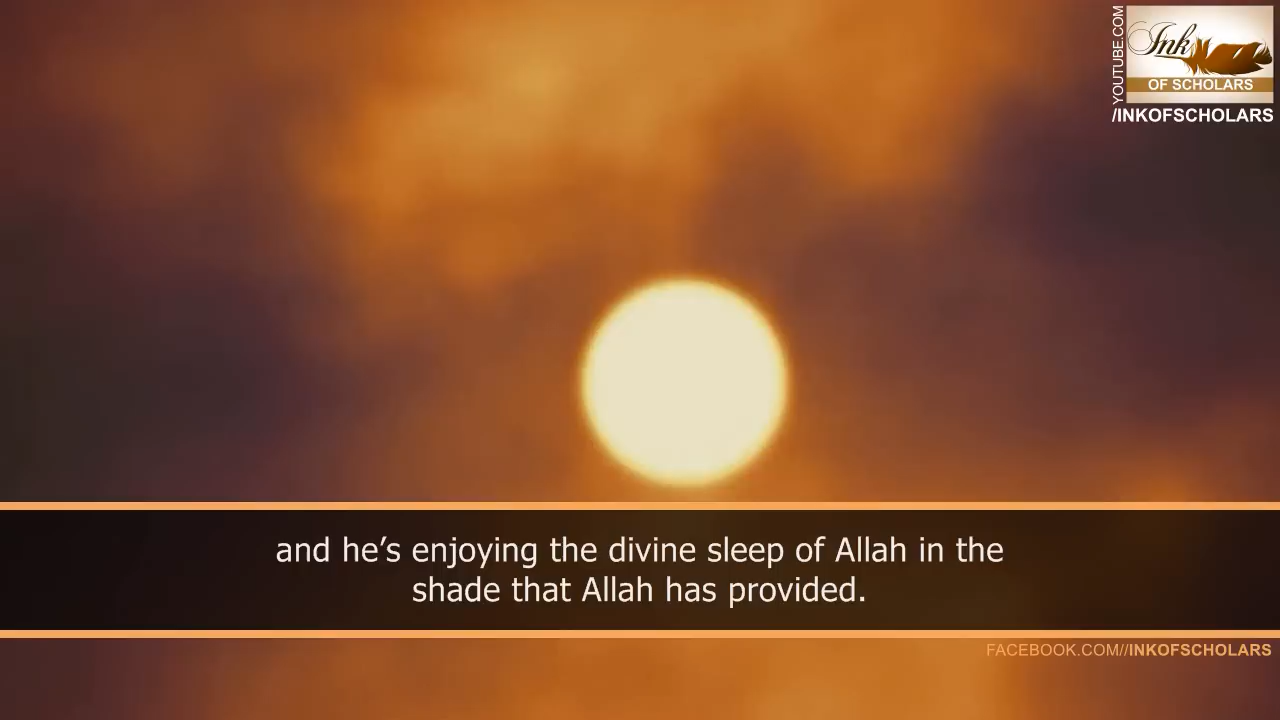 YOUTUBE.COM
Ink
OF SCHOLARS
/INKOFSCHOLARS
and he’s enjoying the divine sleep of Allah in the
shade that Allah has provided.
FACEBOOK.COM//INKOFSCHOLARS